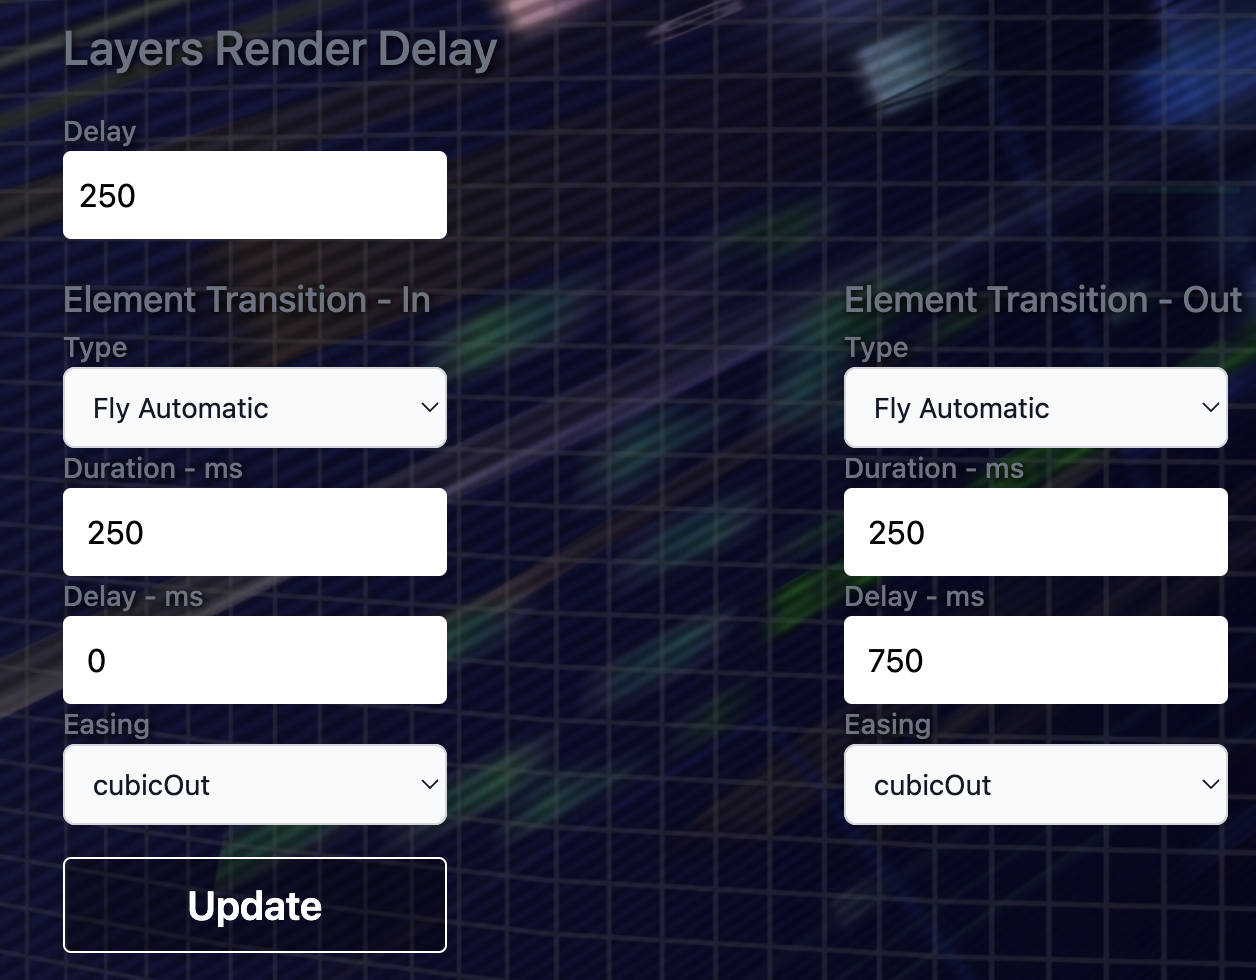 Layers Render Delay
Delay
250
Element Transition - In
Type
Fly Automatic
Duration - ms
250
Delay - ms
0
Easing
cubicOut
Element Transition - Out
Type
Fly Automatic
Duration - ms
250
Delay - ms
750
Easing
cubicOut
Update